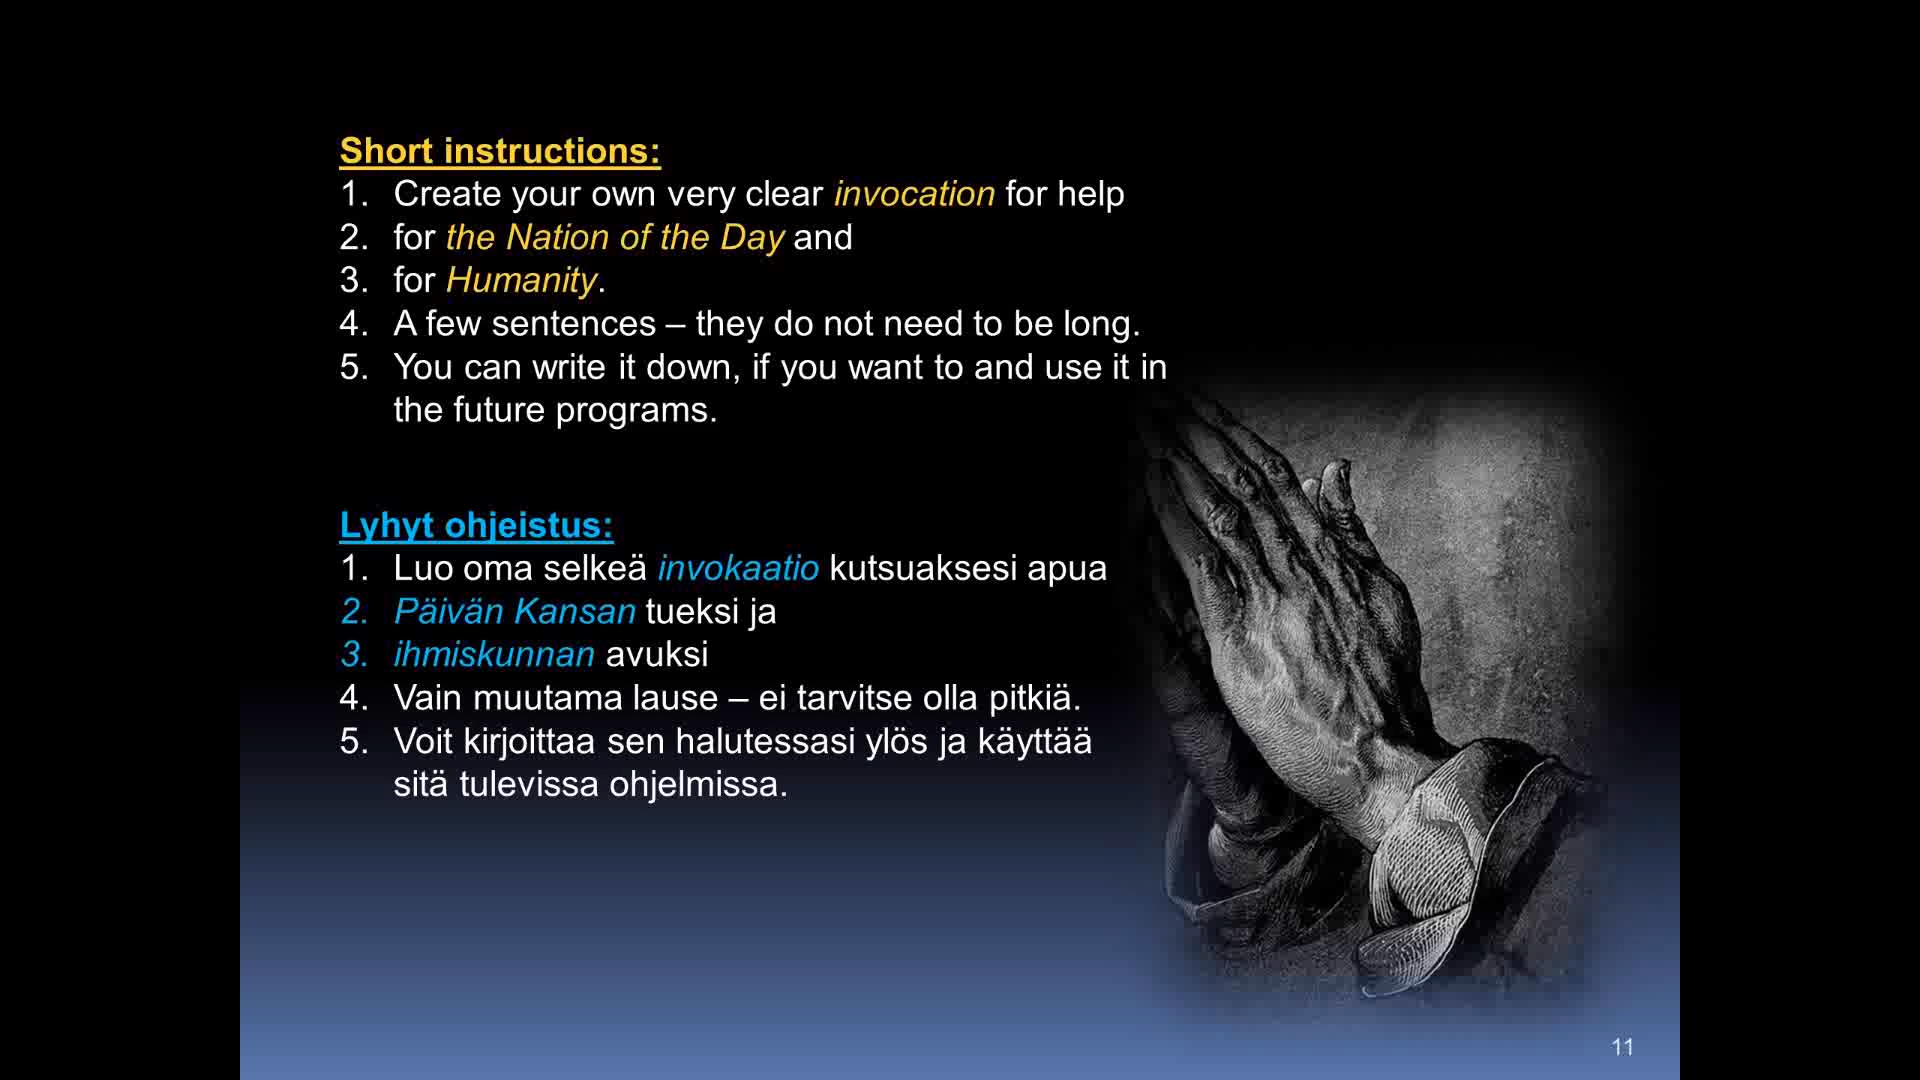 Short instructions:
1. Create your own very clear invocation for help
2. for the Nation of the Day and
3. for Humanity.
4. A few sentences – they do not need to be long.
5. You can write it down, if you want to and use it in
the future programs.
Lyhyt ohjeistus:
1. Luo oma selkeä invokaatio kutsuaksesi apua
2. Päivän Kansan tueksi ja
3. ihmiskunnan avuksi
4. Vain muutama lause – ei tarvitse olla pitkiä.
5. Voit kirjoittaa sen halutessasi ylös ja käyttää
sitä tulevissa ohjelmissa.
11